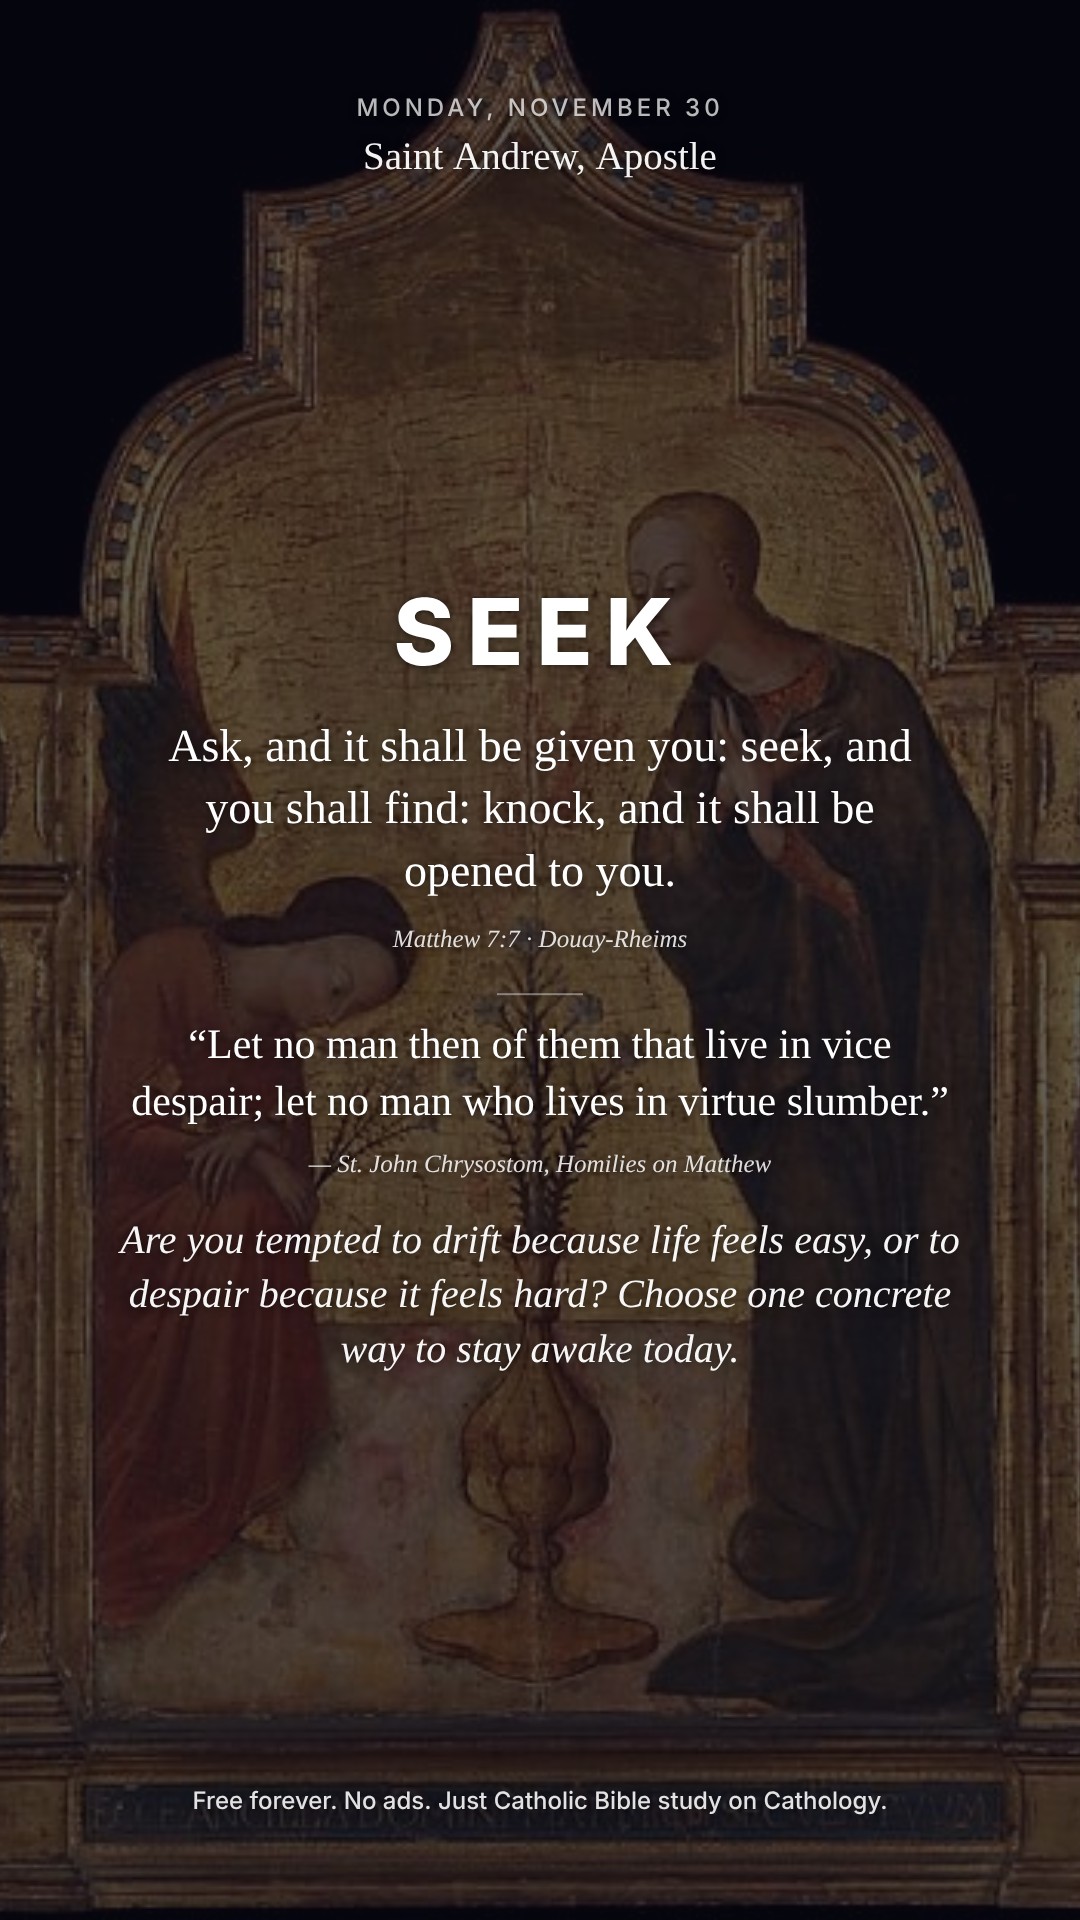 MONDAY, NOVEMBER 30
Saint Andrew, Apostle
SEEK
Ask, and it shall be given you: seek, and
you shall find: knock, and it shall be
opened to you.
Matthew 7:7 · Douay-Rheims
“Let no man then of them that live in vice
despair; let no man who lives in virtue slumber.”
— St. John Chrysostom, Homilies on Matthew
Are you tempted to drift because life feels easy, or to
despair because it feels hard? Choose one concrete
way to stay awake today.
Free forever. No ads. Just Catholic Bible study on Cathology.